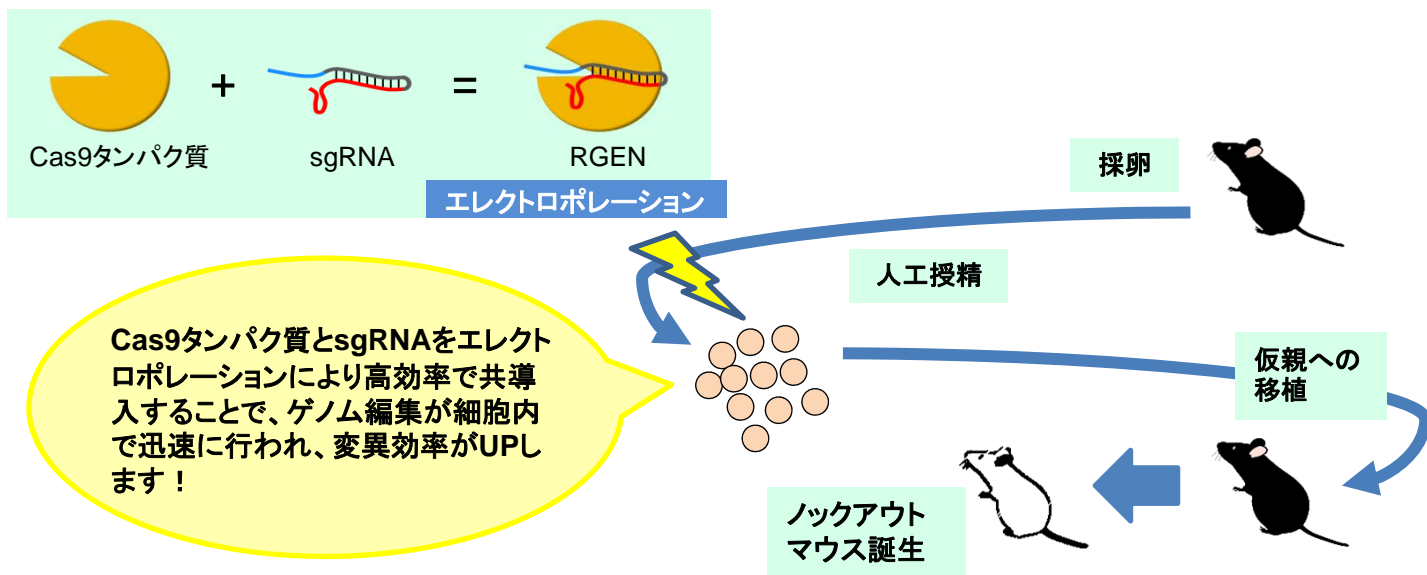 +
=
Cas9タンパク質
sgRNA
RGEN
エレクトロポレーション
採卵
人工授精
Cas9タンパク質とsgRNAをエレクト
ロポレーションにより高効率で共導
入することで、ゲノム編集が細胞内
で迅速に行われ、変異効率がUPし
ます！
仮親への
移植
ノックアウト
マウス誕生